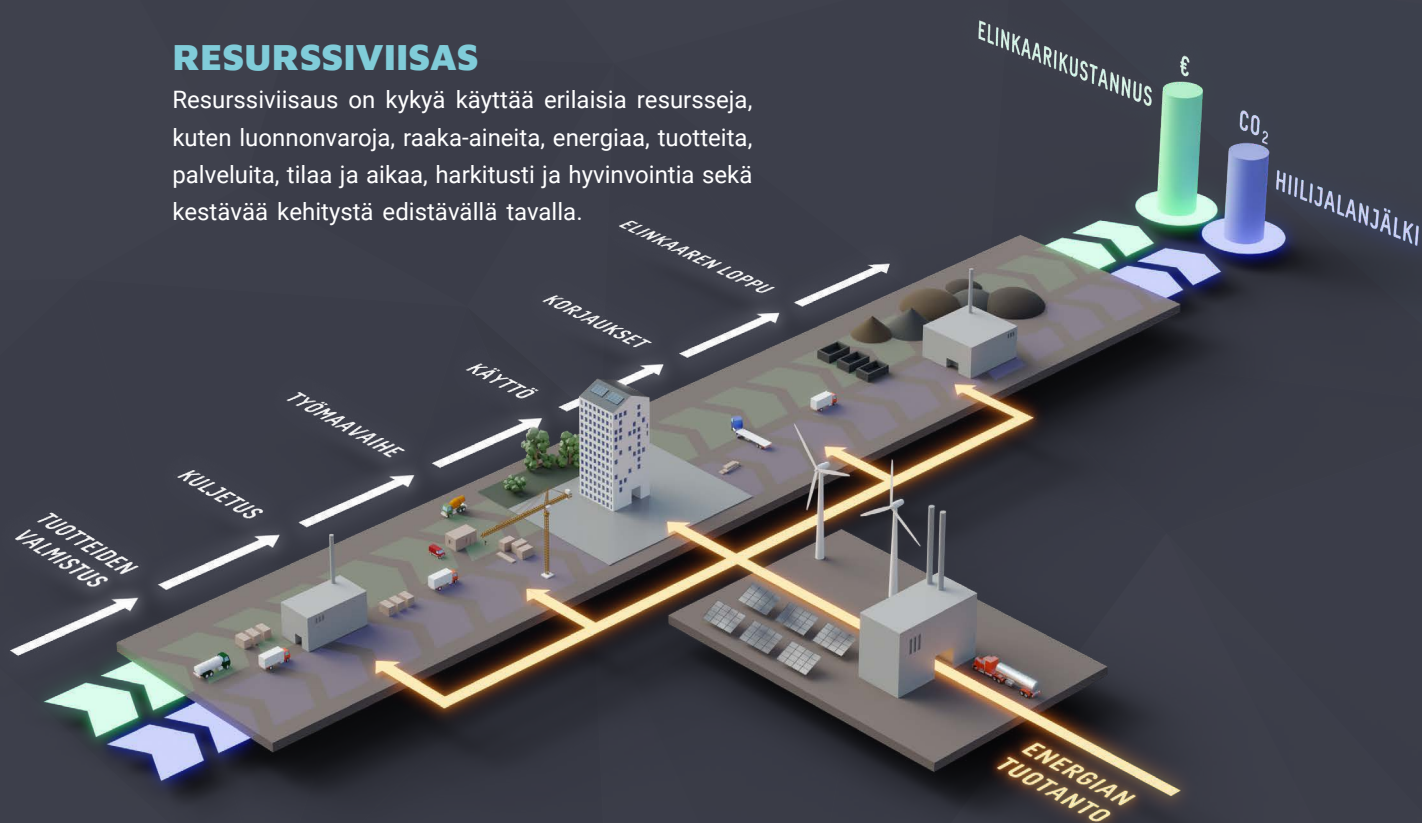 RESURSSIVIISAS
Resurssiviisaus on kykyä käyttää erilaisia resursseja,
kuten luonnonvaroja, raaka-aineita, energiaa, tuotteita,
palveluita, tilaa ja aikaa, harkitusti ja hyvinvointia sekä
kestävää kehitystä edistävällä tavalla.
ELINKAARIKUSTANNUS
€
CO₂
HIILIJALANJÄLKI
ELINKAAREN LOPPU
KORJAUKSET
KÄYTTÖ
TYÖMAAVAIHE
KULJETUS
TUOTTEIDEN
VALMISTUS
ENERGIAN
TUOTANTO